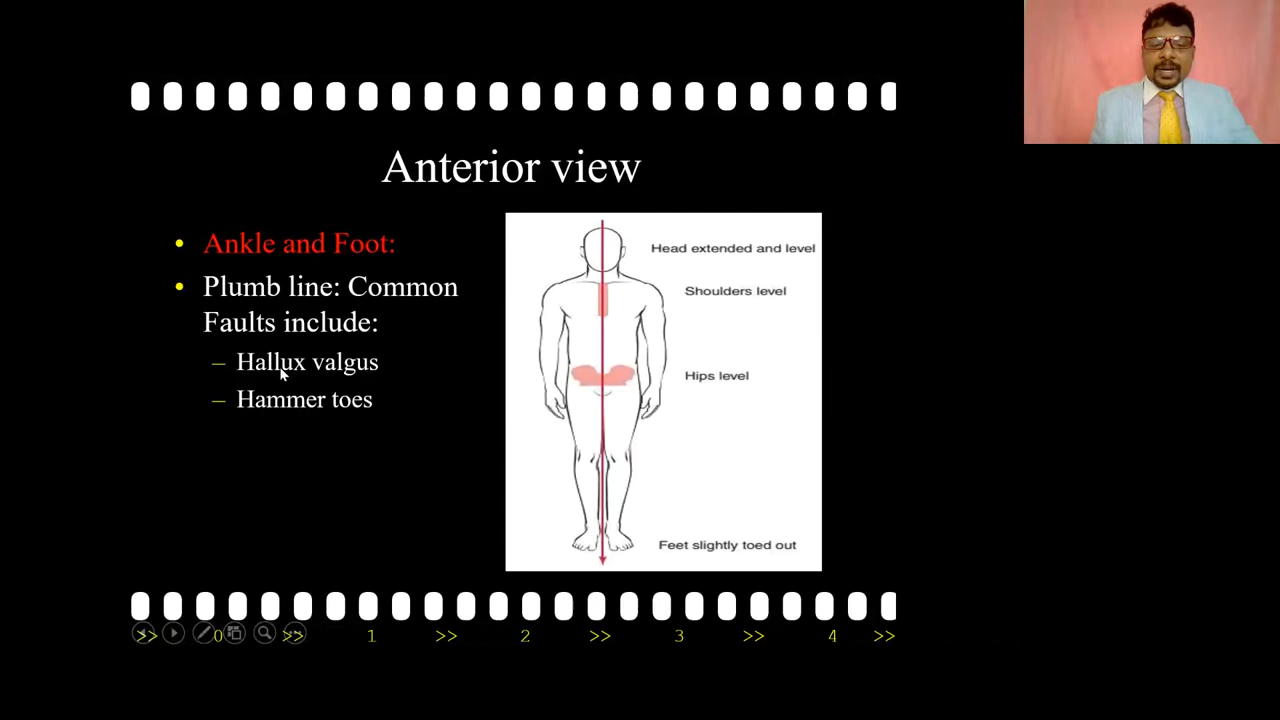 Anterior view
• Ankle and Foot:
• Plumb line: Common
Faults include:
– Hallux valgus
– Hammer toes
Head extended and level
Shoulders level
Hips level
Feet slightly toed out
>> 0 >> 1 >> 2 >> 3 >> 4 >>